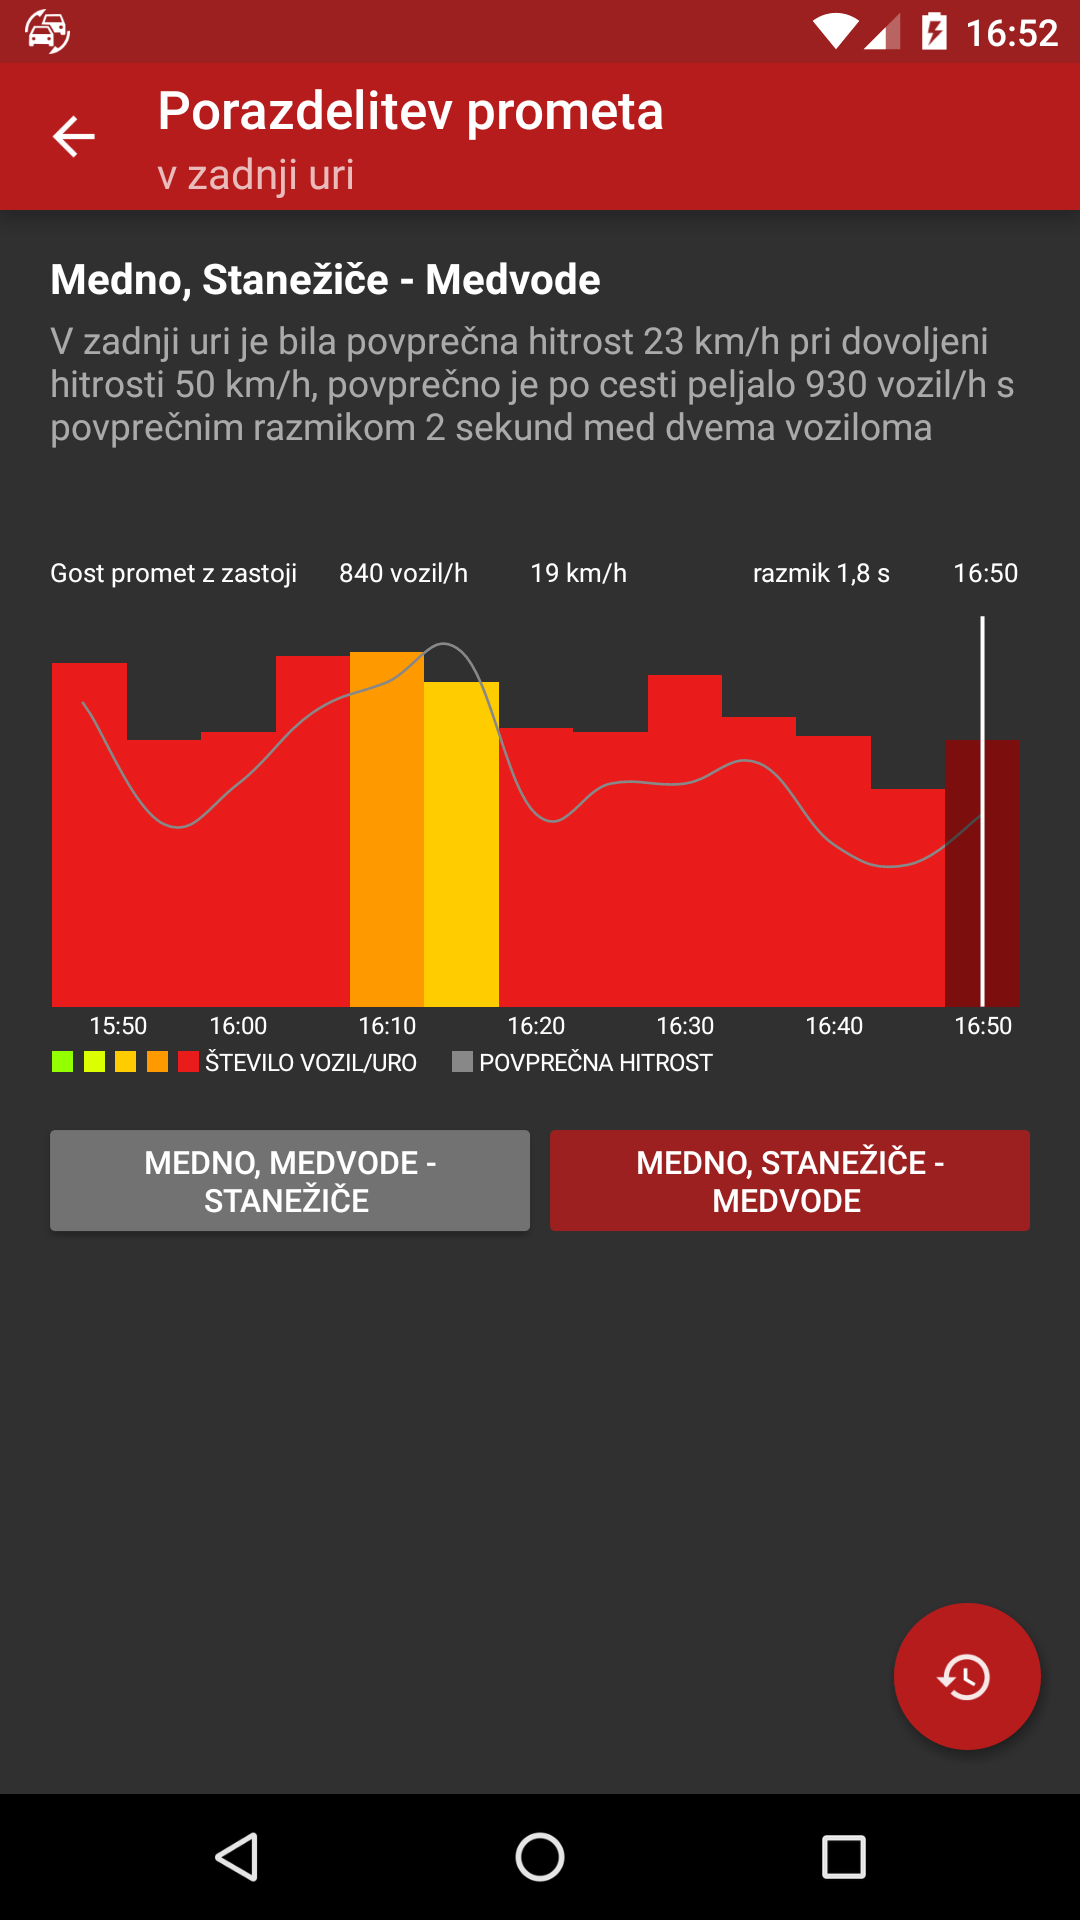 16:52
Porazdelitev prometa
v zadnji uri
Medno, Stanežiče - Medvode
V zadnji uri je bila povprečna hitrost 23 km/h pri dovoljeni
hitrosti 50 km/h, povprečno je po cesti peljalo 930 vozil/h s
povprečnim razmikom 2 sekund med dvema voziloma
Gost promet z zastoji 840 vozil/h 19 km/h razmik 1,8 s 16:50
15:50 16:00 16:10 16:20 16:30 16:40 16:50
ŠTEVILO VOZIL/URO POVPREČNA HITROST
MEDNO, MEDVODE -
STANEŽIČE
MEDNO, STANEŽIČE -
MEDVODE